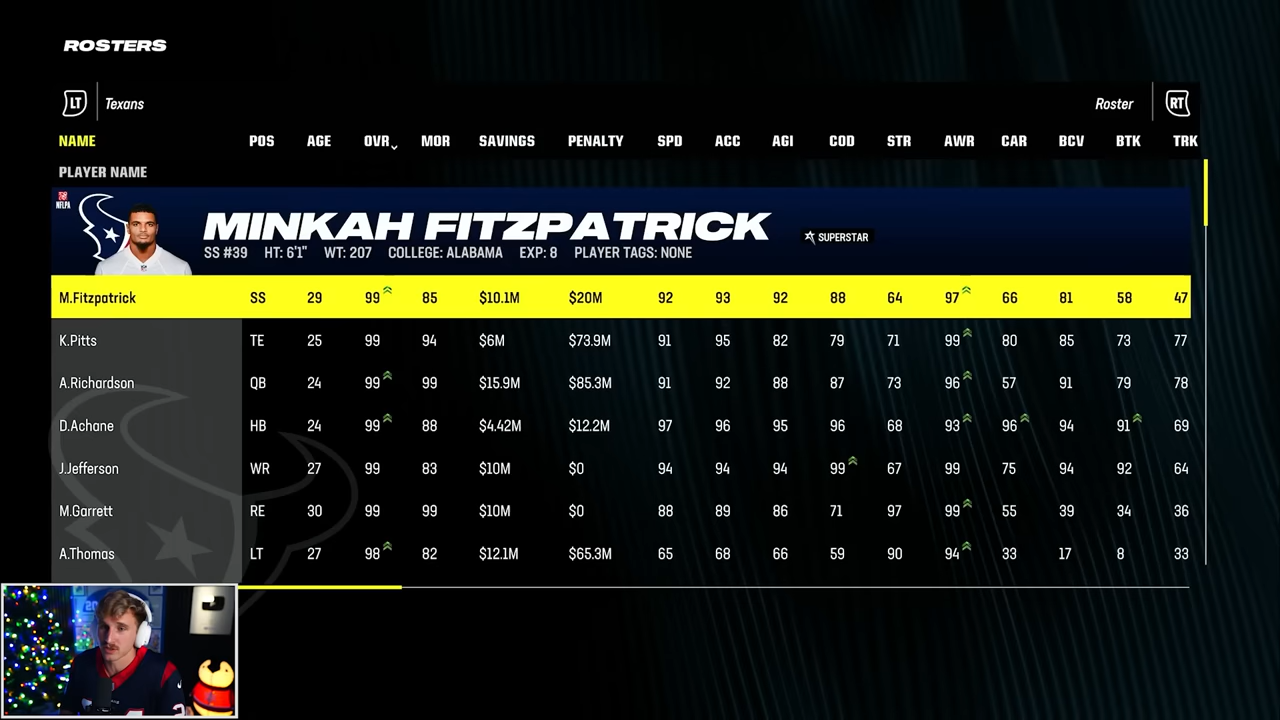 ROSTERS
LT Texans Roster RT
NAME POS AGE OVR MOR SAVINGS PENALTY SPD ACC AGI COD STR AWR CAR BCV BTK TRK
PLAYER NAME
NFLPA
MINKAH FITZPATRICK
SUPERSTAR
SS #39 HT: 6'1" WT: 207 COLLEGE: ALABAMA EXP: 8 PLAYER TAGS: NONE
M.Fitzpatrick SS 29 99 85 $10.1M $20M 92 93 92 88 64 97 66 81 58 47
K.Pitts TE 25 99 94 $6M $73.9M 91 95 82 79 71 99 80 85 73 77
A.Richardson QB 24 99 99 $15.9M $85.3M 91 92 88 87 73 96 57 91 79 78
D.Achane HB 24 99 88 $4.42M $12.2M 97 96 95 96 68 93 96 94 91 69
J.Jefferson WR 27 99 83 $10M $0 94 94 94 99 67 99 75 94 92 64
M.Garrett RE 30 99 99 $10M $0 88 89 86 71 97 99 55 39 34 36
A.Thomas LT 27 98 82 $12.1M $65.3M 65 68 66 59 90 94 33 17 8 33